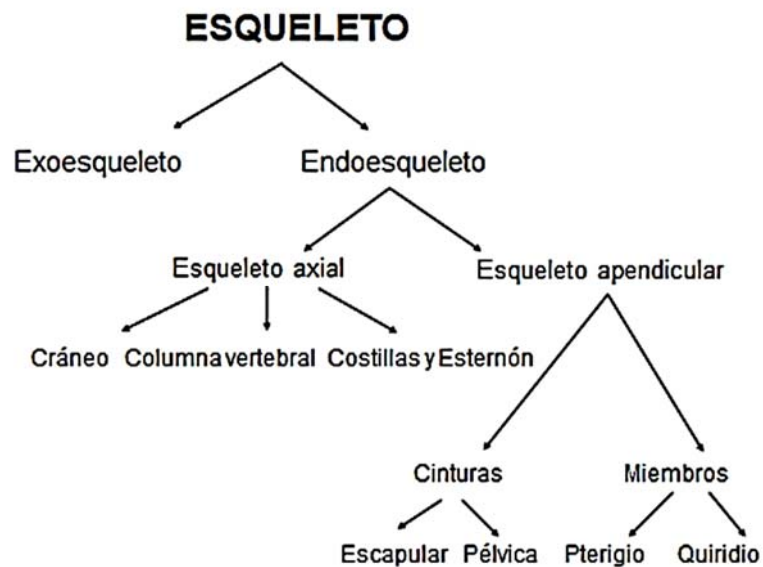 ESQUELETO
Exoesqueleto Endoesqueleto
Esqueleto axial Esqueleto apendicular
Cráneo Columna vertebral Costillas y Esternón
Cinturas Miembros
Escapular Pélvica Pterigio Quiridio